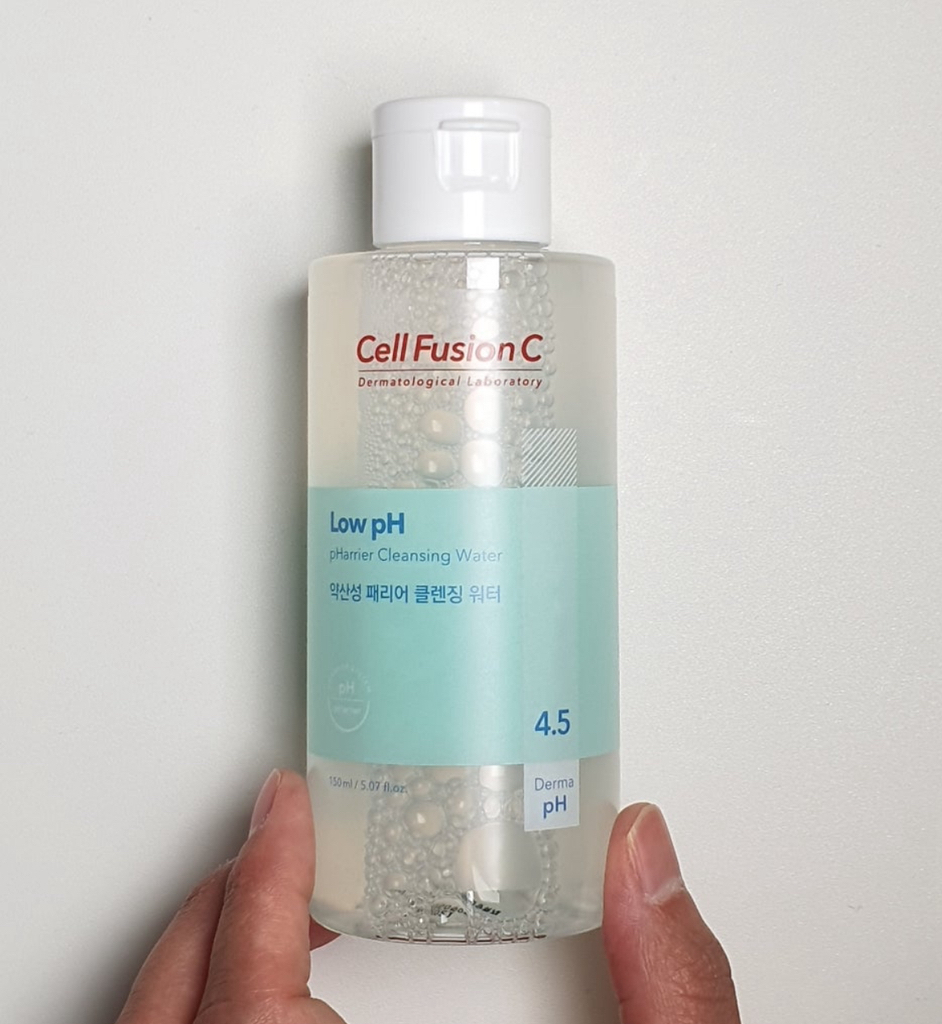 Cell Fusion C
Dermatological Laboratory
Low pH
pHarrier Cleansing Water
약산성 패리어 클렌징 워터
pH
4.5
150 ml / 5.07 fl.oz.
Derma
pH